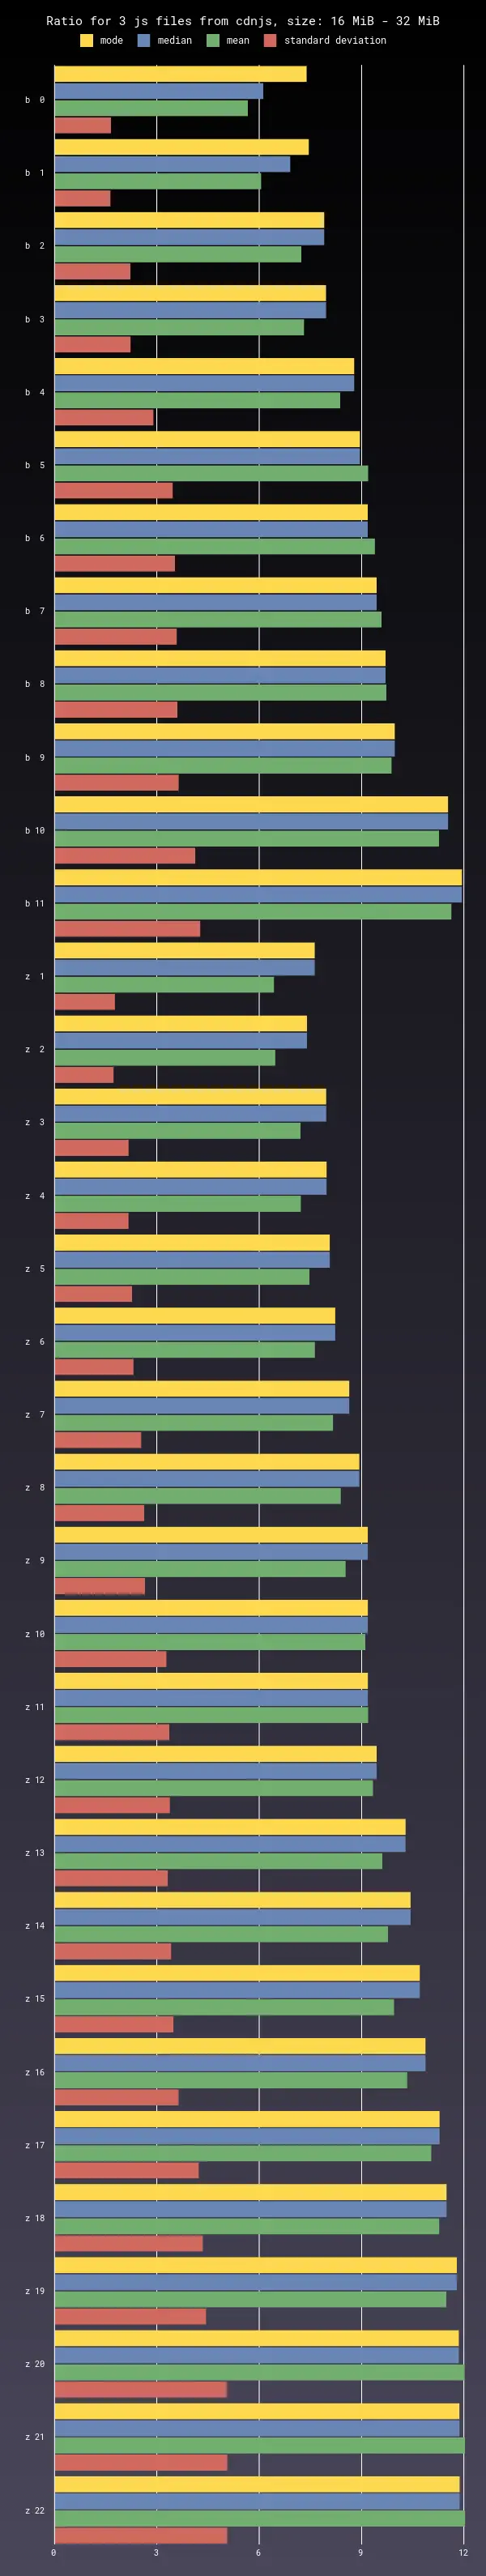 Ratio for 3 js files from cdnjs, size: 16 MiB - 32 MiB
mode median mean standard deviation
b 0
b 1
b 2
b 3
b 4
b 5
b 6
b 7
b 8
b 9
b 10
b 11
z 1
z 2
z 3
z 4
z 5
z 6
z 7
z 8
z 9
z 10
z 11
z 12
z 13
z 14
z 15
z 16
z 17
z 18
z 19
z 20
z 21
z 22
0 3 6 9 12